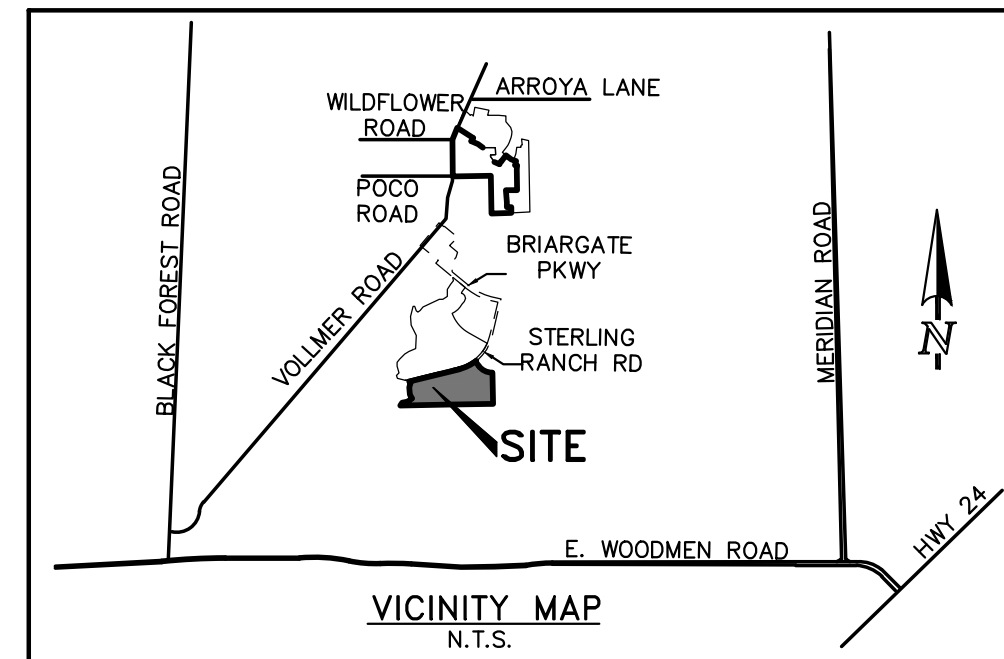 ARROYA LANE
WILDFLOWER
ROAD
POCO
ROAD
BLACK FOREST ROAD
VOLLMER ROAD
BRIARGATE
PKWY
STERLING
RANCH RD
MERIDIAN ROAD
N
SITE
E. WOODMEN ROAD
HWY 24
VICINITY MAP
N.T.S.